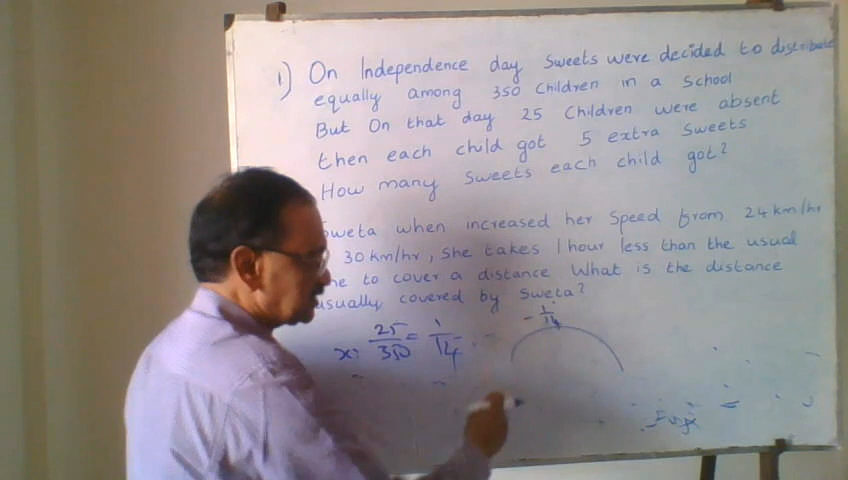 1) On Independence day sweets were decided to distribute
equally among 350 children in a school
But On that day 25 Children were absent
then each child got 5 extra sweets
How many sweets each child got?
Sweta when increased her speed from 24 km/hr
30 km/hr, she takes 1 hour less than the usual
to cover a distance What is the distance
usually covered by Sweta?
x: 25/350 = 1/14
- 1/14